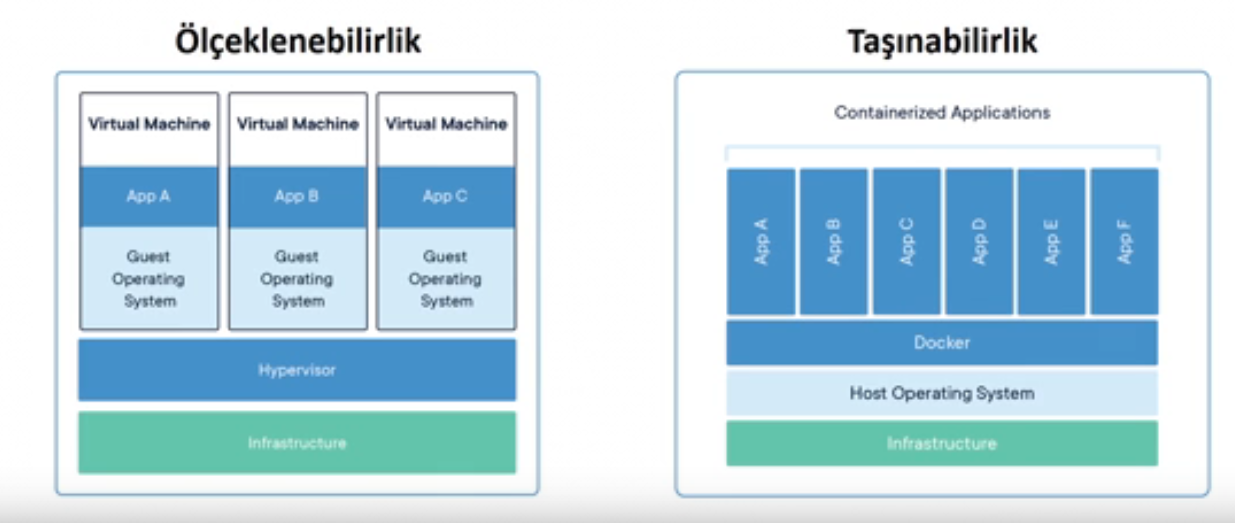 Ölçeklenebilirlik
Virtual Machine
App A
Guest
Operating
System
Virtual Machine
App B
Guest
Operating
System
Virtual Machine
App C
Guest
Operating
System
Hypervisor
Infrastructure
Taşınabilirlik
Containerized Applications
App A
App B
App C
App D
App E
App F
Docker
Host Operating System
Infrastructure